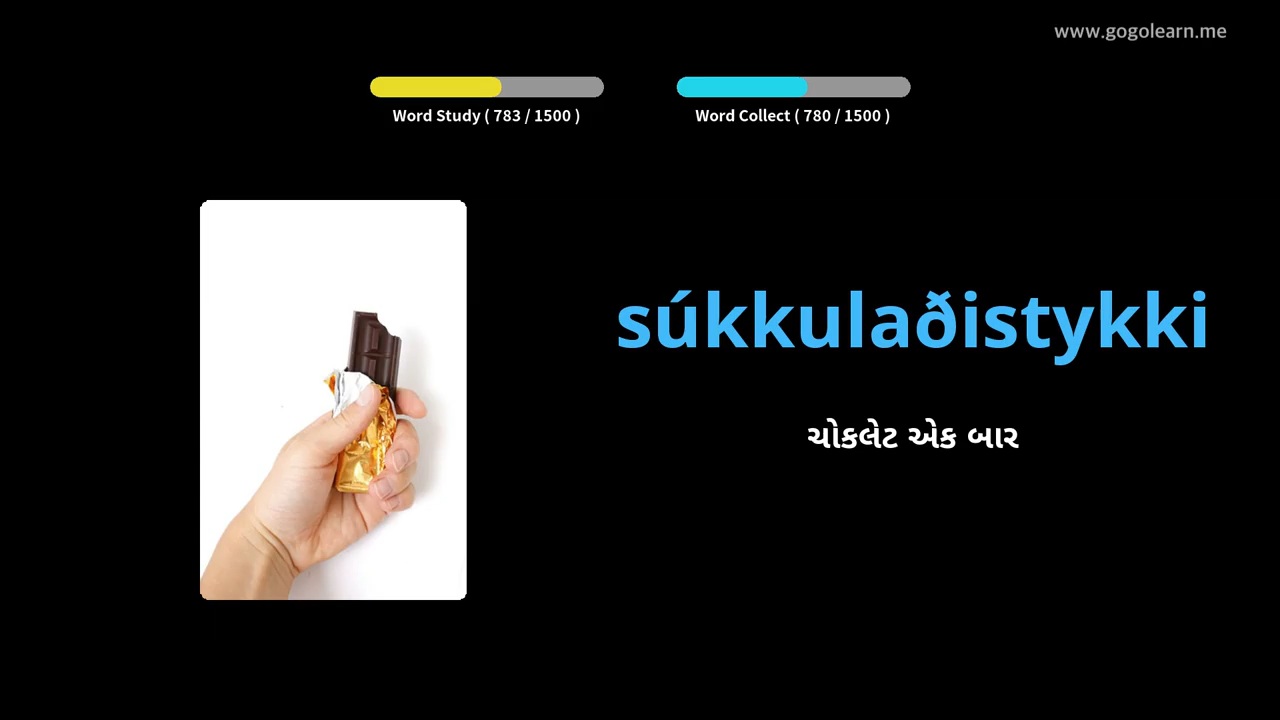 www.gogolearn.me
Word Study ( 783 / 1500 )
Word Collect ( 780 / 1500 )
súkkulaðistykki
ચોકલેટ એક બાર